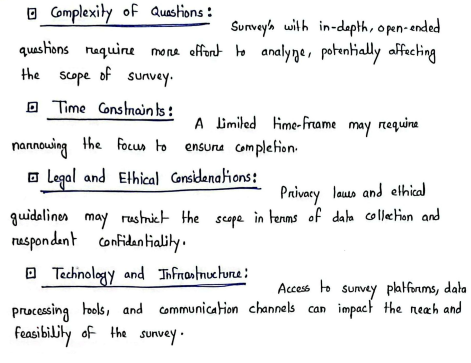 Complexity of Questions:
Survey's with in-depth, open-ended
questions require more effort to analyze, potentially affecting
the scope of survey.
Time Constraints:
A Limited time-frame may require
narrowing the focus to ensure completion.
Legal and Ethical Considerations:
Privacy laws and ethical
guidelines may restrict the scope in terms of data collection and
respondent confidentiality.
Technology and Infrastructure:
Access to survey platforms, data
processing tools, and communication channels can impact the reach and
feasibility of the survey.